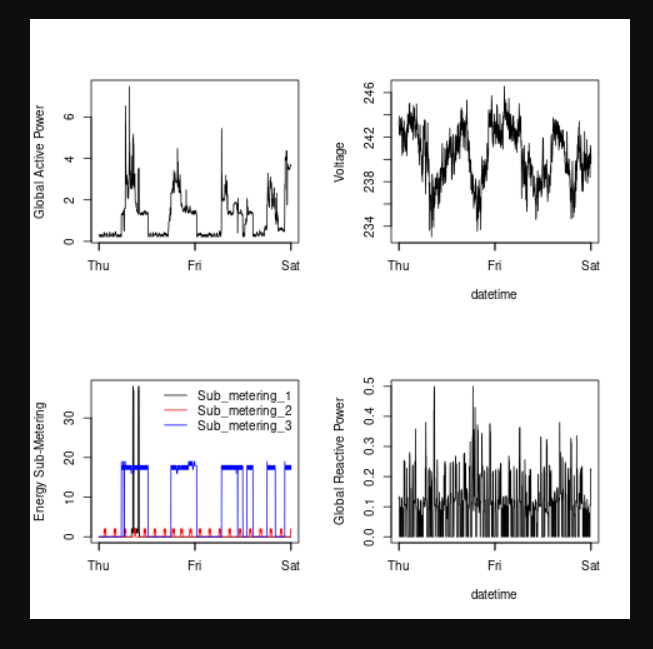 Global Active Power
6
4
2
0
Thu Fri Sat
Voltage
246
242
238
234
Thu Fri Sat
datetime
Energy Sub-Metering
30
20
10
0
Sub_metering_1
Sub_metering_2
Sub_metering_3
Thu Fri Sat
Global Reactive Power
0.5
0.4
0.3
0.2
0.1
0.0
Thu Fri Sat
datetime